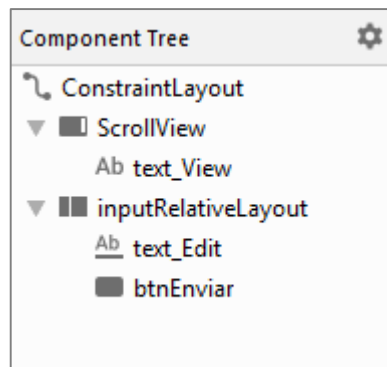 Component Tree
ConstraintLayout
ScrollView
Ab text_View
inputRelativeLayout
Ab text_Edit
btnEnviar